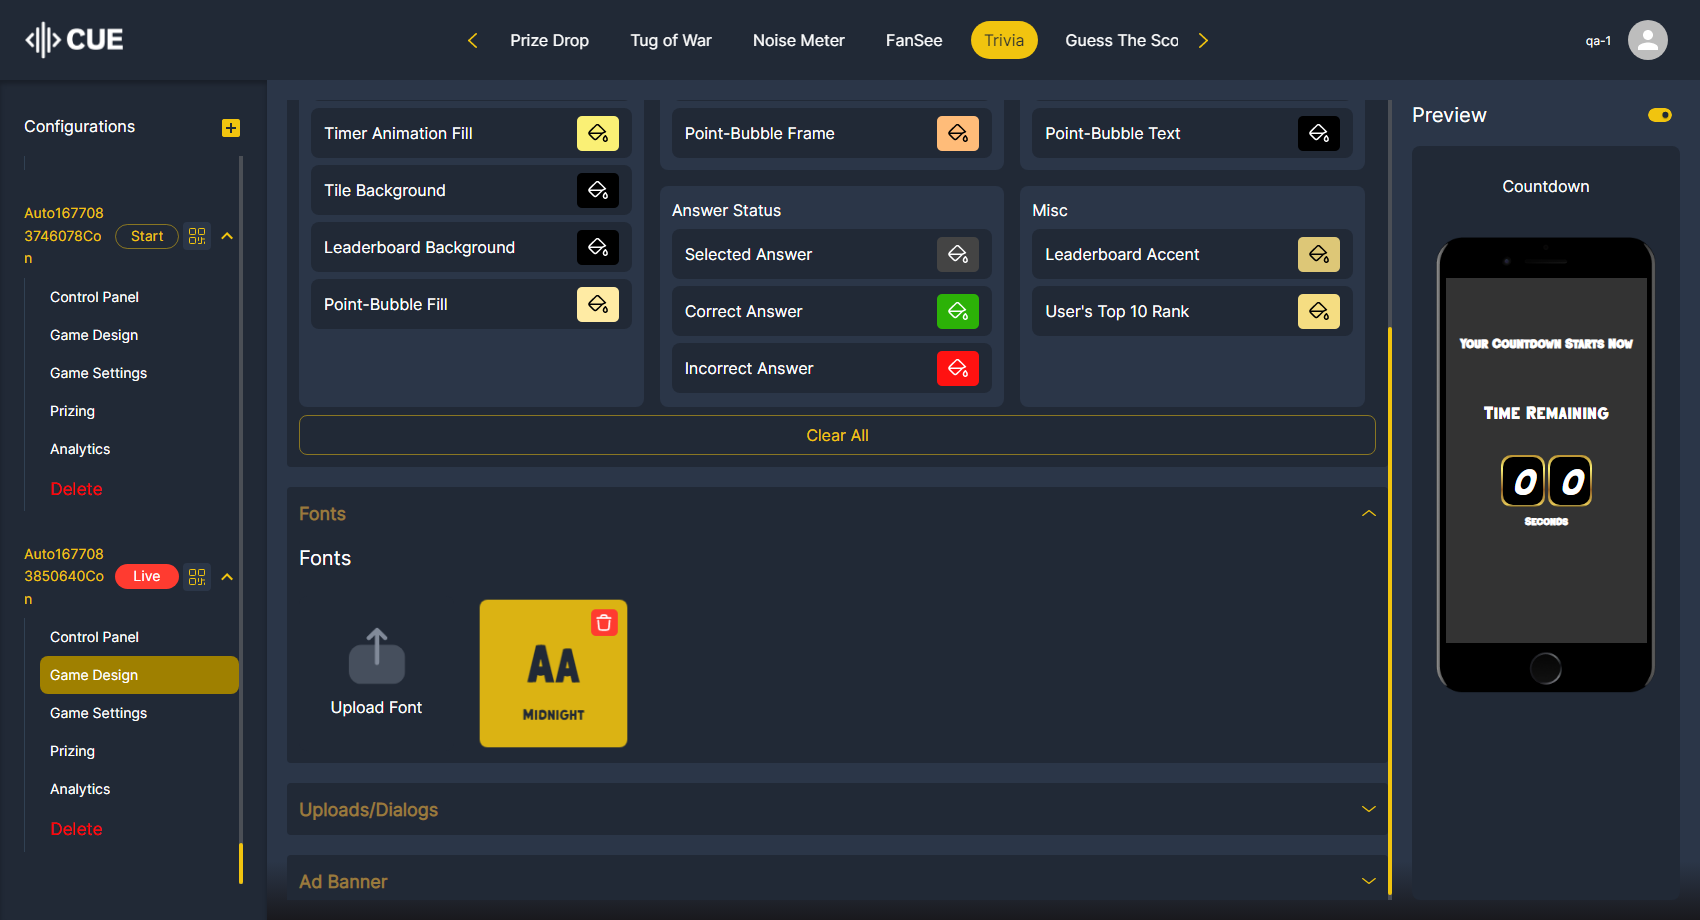 CUE
Prize Drop
Tug of War
Noise Meter
FanSee
Trivia
Guess The Sco
qa-1
Configurations
Auto167708
3746078Co
n
Start
Control Panel
Game Design
Game Settings
Prizing
Analytics
Delete
Auto167708
3850640Co
n
Live
Control Panel
Game Design
Game Settings
Prizing
Analytics
Delete
Timer Animation Fill
Tile Background
Leaderboard Background
Point-Bubble Fill
Point-Bubble Frame
Answer Status
Selected Answer
Correct Answer
Incorrect Answer
Point-Bubble Text
Misc
Leaderboard Accent
User's Top 10 Rank
Clear All
Fonts
Fonts
Upload Font
AA
MIDNIGHT
Uploads/Dialogs
Ad Banner
Preview
Countdown
Your Countdown Starts Now
Time Remaining
0 0
Seconds